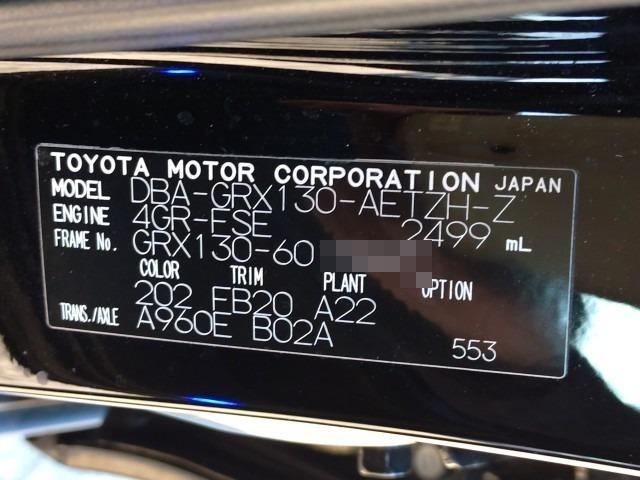 TOYOTA MOTOR CORPORATION JAPAN
MODEL DBA-GRX130-AETZH-Z
ENGINE 4GR-FSE 2499 mL
FRAME No. GRX130-60
COLOR TRIM PLANT OPTION
202 FB20 A22
TRANS./AXLE A960E B02A 553